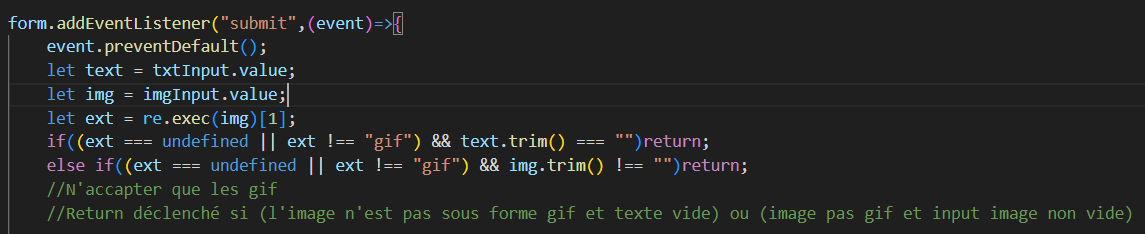 form.addEventListener("submit",(event)=>{
event.preventDefault();
let text = txtInput.value;
let img = imgInput.value;
let ext = re.exec(img)[1];
if((ext === undefined || ext !== "gif") && text.trim() === "")return;
else if((ext === undefined || ext !== "gif") && img.trim() !== "")return;
//N'accapter que les gif
//Return déclenché si (l'image n'est pas sous forme gif et texte vide) ou (image pas gif et input image non vide)